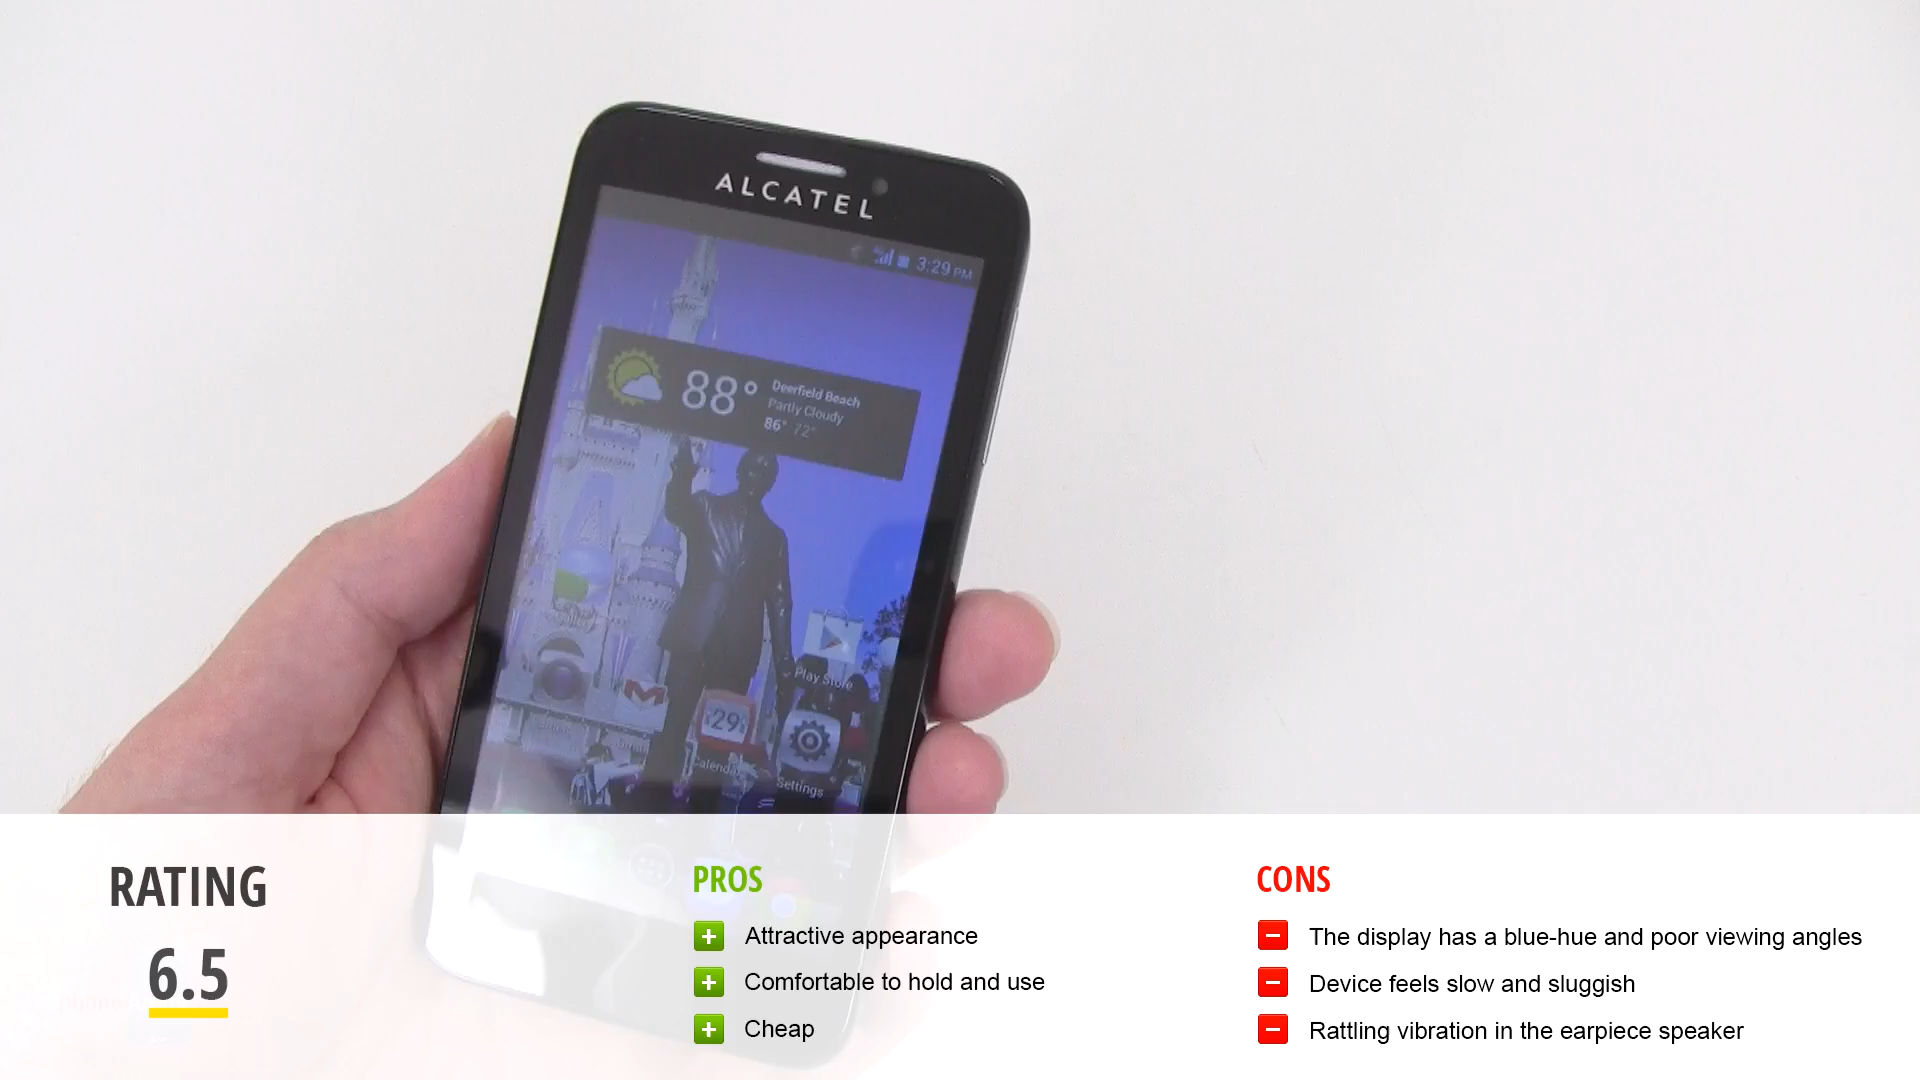 ALCATEL
3:29 PM
88°
Deerfield Beach
Partly Cloudy
86° 72°
Gallery
Play Store
29
Calendar
Settings
RATING
6.5
PROS
Attractive appearance
Comfortable to hold and use
Cheap
CONS
The display has a blue-hue and poor viewing angles
Device feels slow and sluggish
Rattling vibration in the earpiece speaker